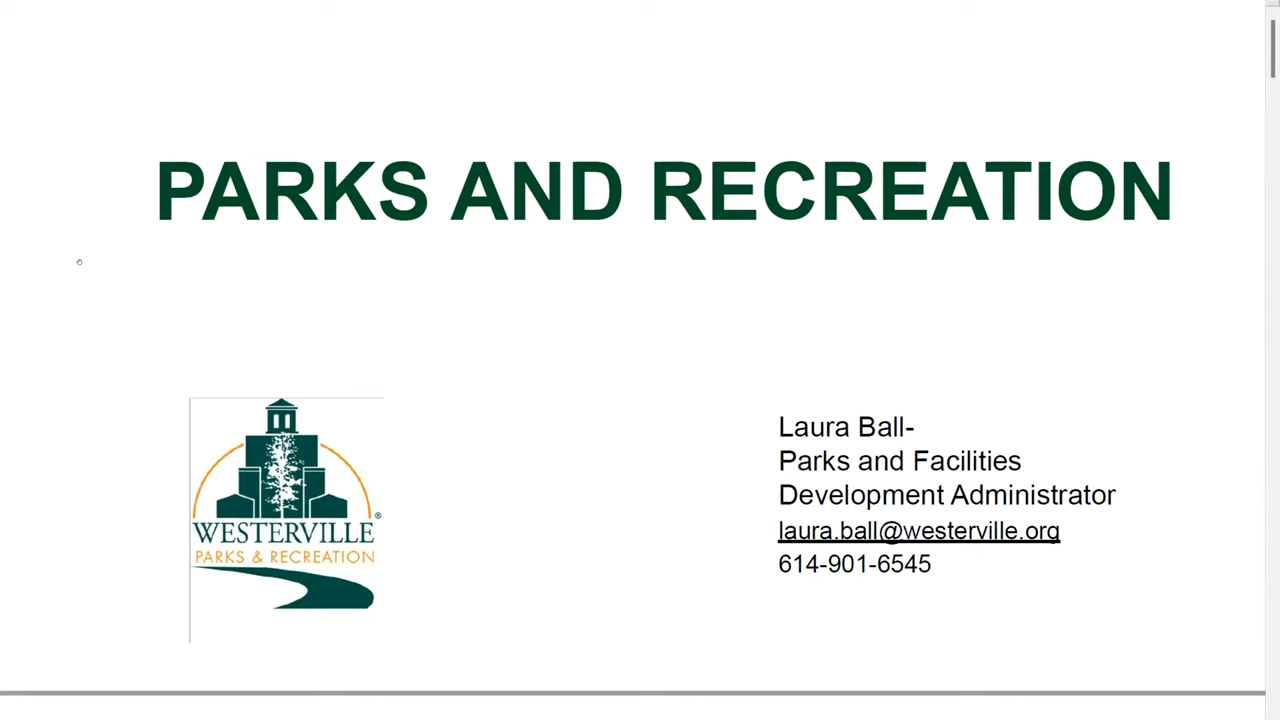 PARKS AND RECREATION
WESTERVILLE®
PARKS & RECREATION
Laura Ball-
Parks and Facilities
Development Administrator
laura.ball@westerville.org
614-901-6545